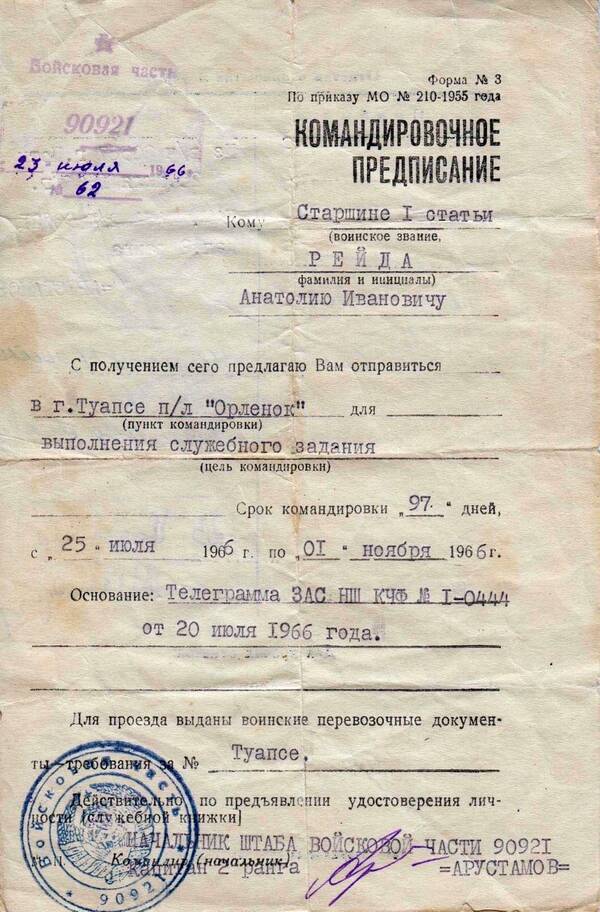 Войсковая часть
90921
23 июля 1966
№ 62
Форма № 3
По приказу МО № 210-1955 года
КОМАНДИРОВОЧНОЕ
ПРЕДПИСАНИЕ
Кому Старшине I статьи
(воинское звание,
РЕЙДА
фамилия и инициалы)
Анатолию Ивановичу
С получением сего предлагаю Вам отправиться
в г.Туапсе п/л "Орленок" для
(пункт командировки)
выполнения служебного задания
(цель командировки)
Срок командировки „97." дней,
с „25" июля 1966 г. по „01" ноября 1966г.
Основание: Телеграмма ЗАС НШ КЧФ № I-0444
от 20 июля 1966 года.
Для проезда выданы воинские перевозочные докумен-
ты—требования за № Туапсе.
Действительно по предъявлении удостоверения лич-
ности (служебной книжки)
НАЧАЛЬНИК ШТАБА ВОЙСКОВОЙ ЧАСТИ 90921
Командир (начальник)
капитан 2 ранга =АРУСТАМОВ=
Войсковая часть
90921